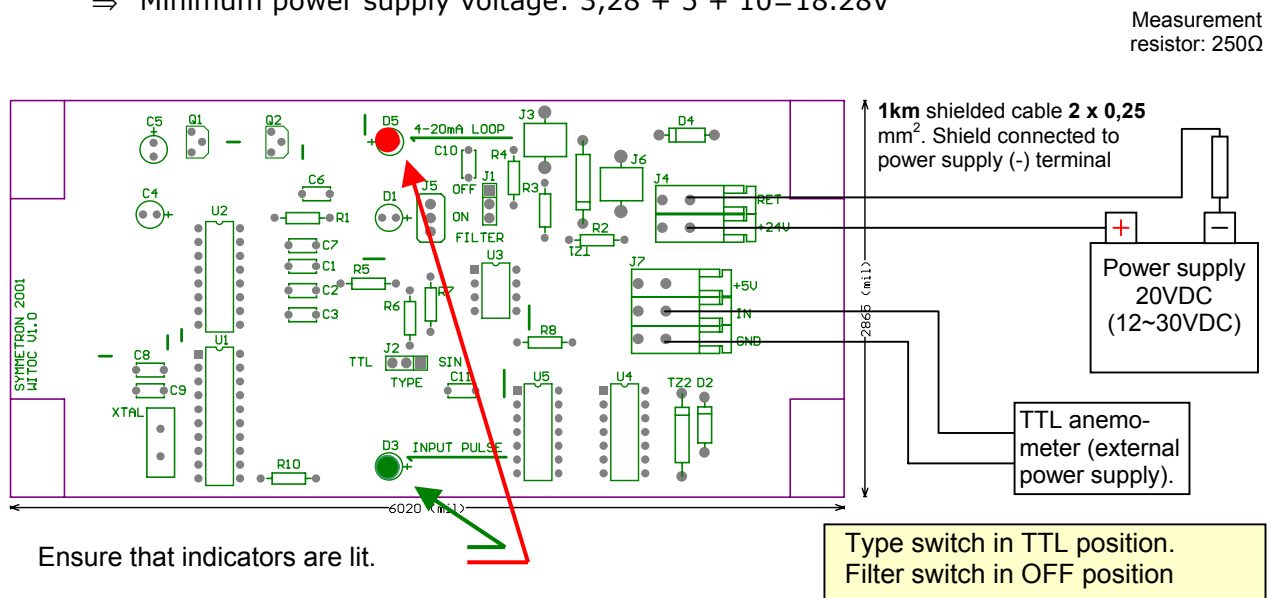 ⇒ Minimum power supply voltage: 3,28 + 5 + 10=18.28V
Measurement
resistor: 250Ω
1km shielded cable 2 x 0,25
mm². Shield connected to
power supply (-) terminal
C5
Q1
Q2
D5
+
4-20mA LOOP
J3
D4
C10
R4
J6
OFF
J1
R3
J4
RET
+24V
C4
+
C6
D1
+
J5
ON
FILTER
R2
TZ1
U2
R1
C7
C1
C2
C3
R5
R6
R7
U3
R8
J7
+5V
IN
GND
+
−
Power supply
20VDC
(12~30VDC)
2865 (mil)
SYMMETRON 2001
WITOC V1.0
U1
C8
C9
XTAL
J2
TTL
SIN
TYPE
C11
U5
U4
TZ2
D2
TTL anemo-
meter (external
power supply).
D3
+
INPUT PULSE
R10
6020 (mil)
Ensure that indicators are lit.
Type switch in TTL position.
Filter switch in OFF position